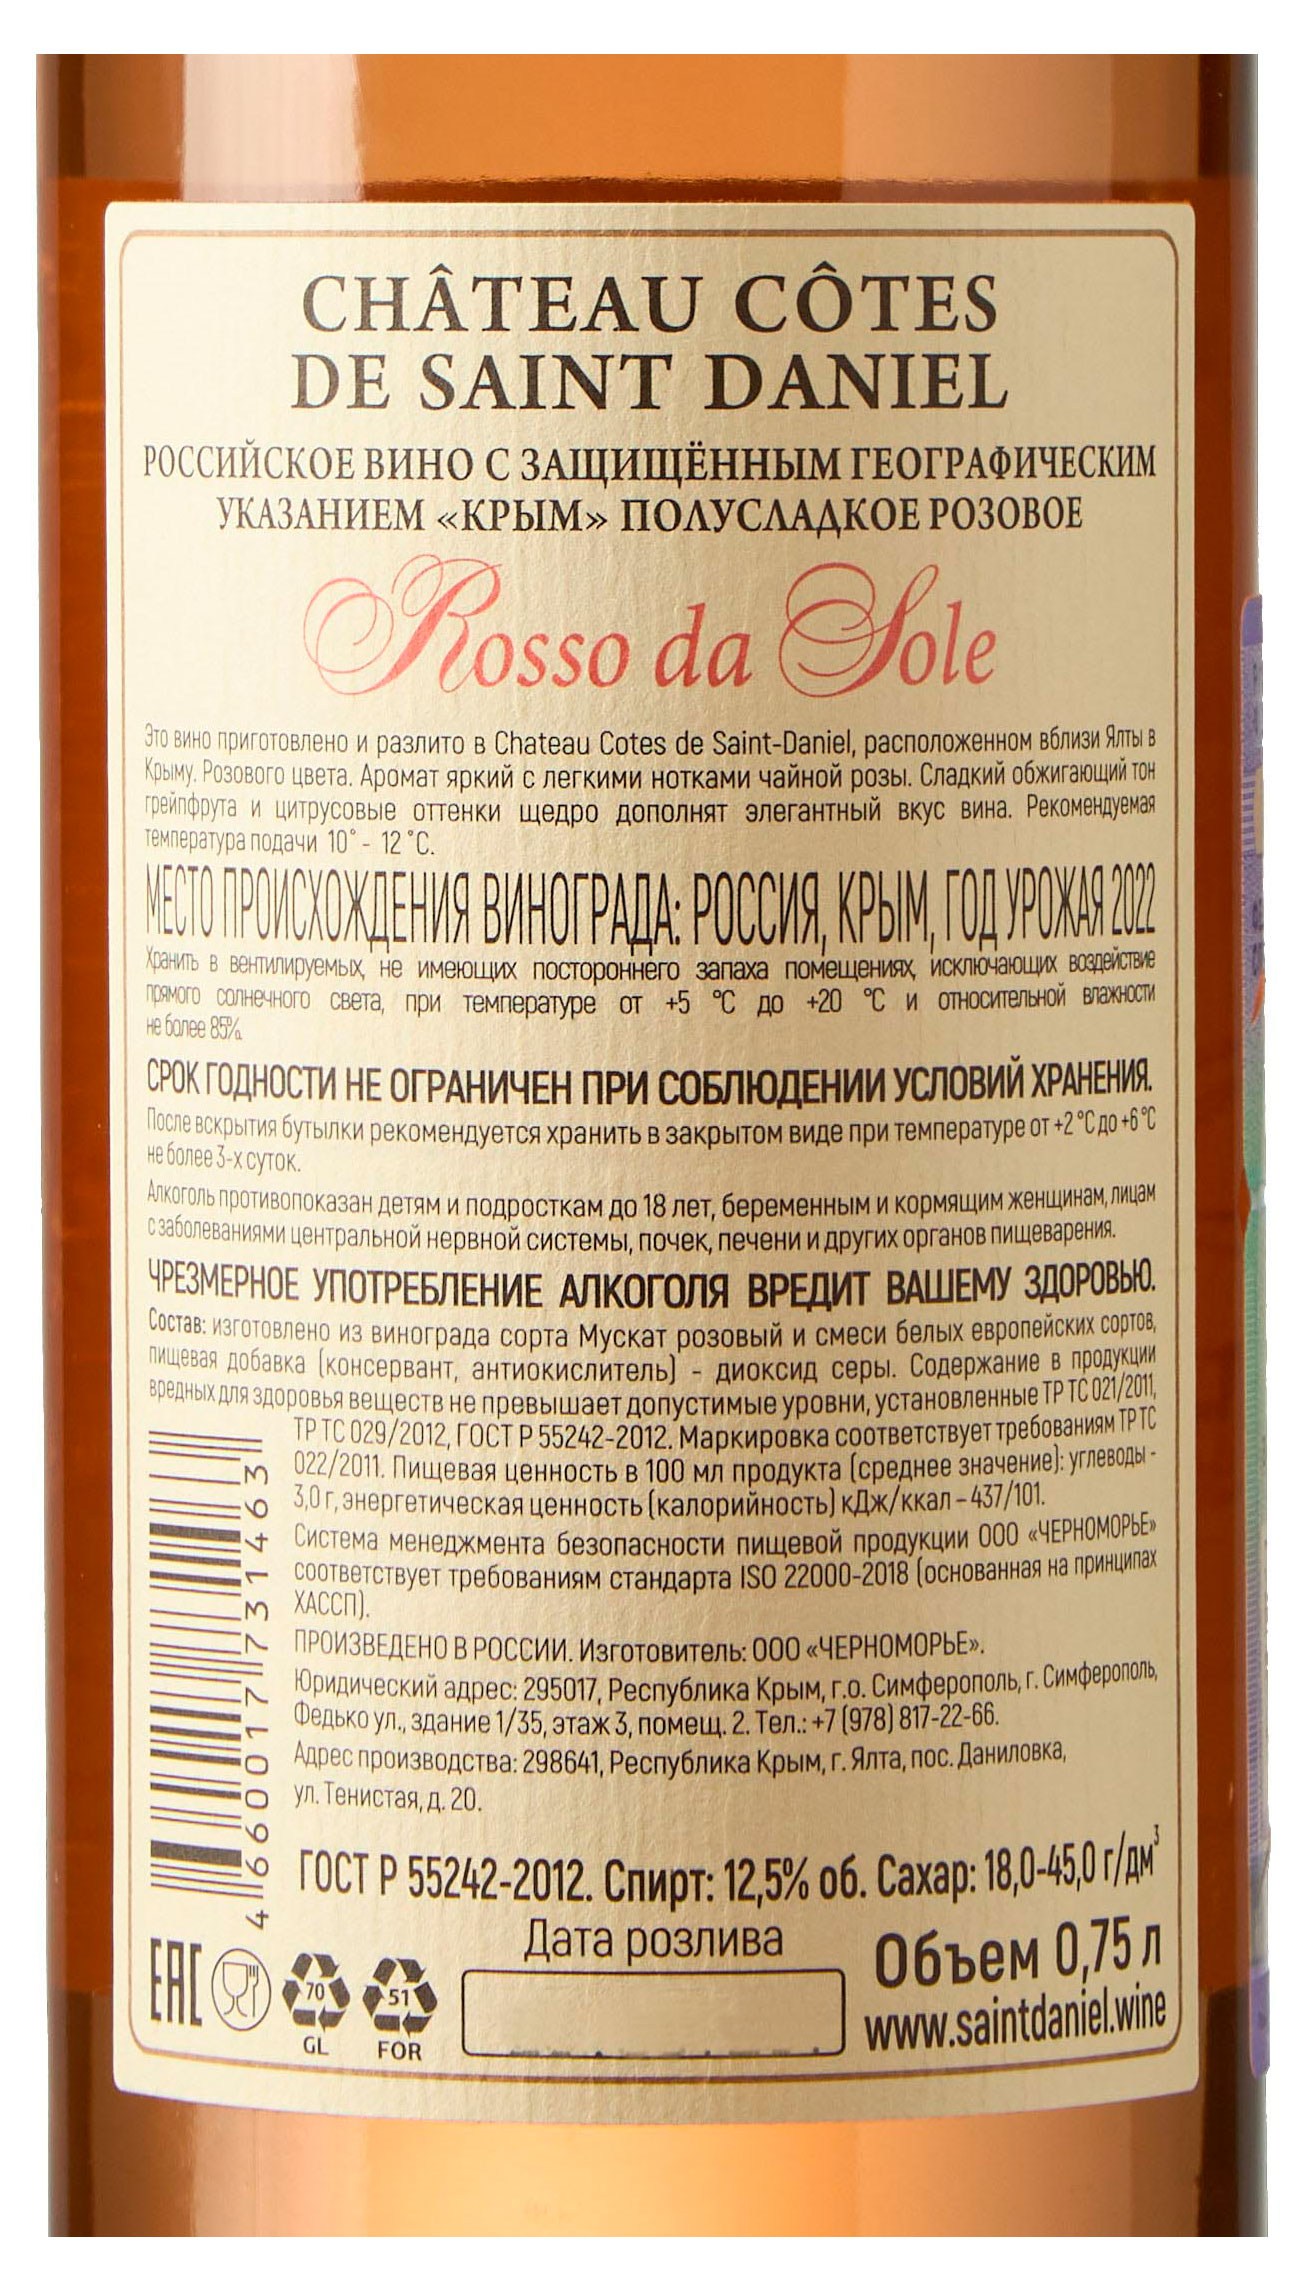 CHÂTEAU CÔTES
DE SAINT DANIEL
РОССИЙСКОЕ ВИНО С ЗАЩИЩЁННЫМ ГЕОГРАФИЧЕСКИМ
УКАЗАНИЕМ «КРЫМ» ПОЛУСЛАДКОЕ РОЗОВОЕ
Rosso da Sole
Это вино приготовлено и разлито в Chateau Cotes de Saint-Daniel, расположенном вблизи Ялты в
Крыму. Розового цвета. Аромат яркий с легкими нотками чайной розы. Сладкий обжигающий тон
грейпфрута и цитрусовые оттенки щедро дополнят элегантный вкус вина. Рекомендуемая
температура подачи 10° - 12 °С.
МЕСТО ПРОИСХОЖДЕНИЯ ВИНОГРАДА: РОССИЯ, КРЫМ, ГОД УРОЖАЯ 2022
Хранить в вентилируемых, не имеющих постороннего запаха помещениях, исключающих воздействие
прямого солнечного света, при температуре от +5 °С до +20 °С и относительной влажности
не более 85%.
СРОК ГОДНОСТИ НЕ ОГРАНИЧЕН ПРИ СОБЛЮДЕНИИ УСЛОВИЙ ХРАНЕНИЯ.
После вскрытия бутылки рекомендуется хранить в закрытом виде при температуре от +2 °С до +6 °С
не более 3-х суток.
Алкоголь противопоказан детям и подросткам до 18 лет, беременным и кормящим женщинам, лицам
с заболеваниями центральной нервной системы, почек, печени и других органов пищеварения.
ЧРЕЗМЕРНОЕ УПОТРЕБЛЕНИЕ АЛКОГОЛЯ ВРЕДИТ ВАШЕМУ ЗДОРОВЬЮ.
Состав: изготовлено из винограда сорта Мускат розовый и смеси белых европейских сортов,
пищевая добавка (консервант, антиокислитель) - диоксид серы. Содержание в продукции
вредных для здоровья веществ не превышает допустимые уровни, установленные ТР ТС 021/2011,
ТР ТС 029/2012, ГОСТ Р 55242-2012. Маркировка соответствует требованиям ТР ТС
022/2011. Пищевая ценность в 100 мл продукта (среднее значение): углеводы -
3,0 г, энергетическая ценность (калорийность) кДж/ккал – 437/101.
Система менеджмента безопасности пищевой продукции ООО «ЧЕРНОМОРЬЕ»
соответствует требованиям стандарта ISO 22000-2018 (основанная на принципах
ХАССП).
ПРОИЗВЕДЕНО В РОССИИ. Изготовитель: ООО «ЧЕРНОМОРЬЕ».
Юридический адрес: 295017, Республика Крым, г.о. Симферополь, г. Симферополь,
Федько ул., здание 1/35, этаж 3, помещ. 2. Тел.: +7 (978) 817-22-66.
Адрес производства: 298641, Республика Крым, г. Ялта, пос. Даниловка,
ул. Тенистая, д. 20.
4660017731463
ГОСТ Р 55242-2012. Спирт: 12,5% об. Сахар: 18,0-45,0 г/дм³
Дата розлива
Объем 0,75 л
www.saintdaniel.wine
EAC
70
GL
51
FOR